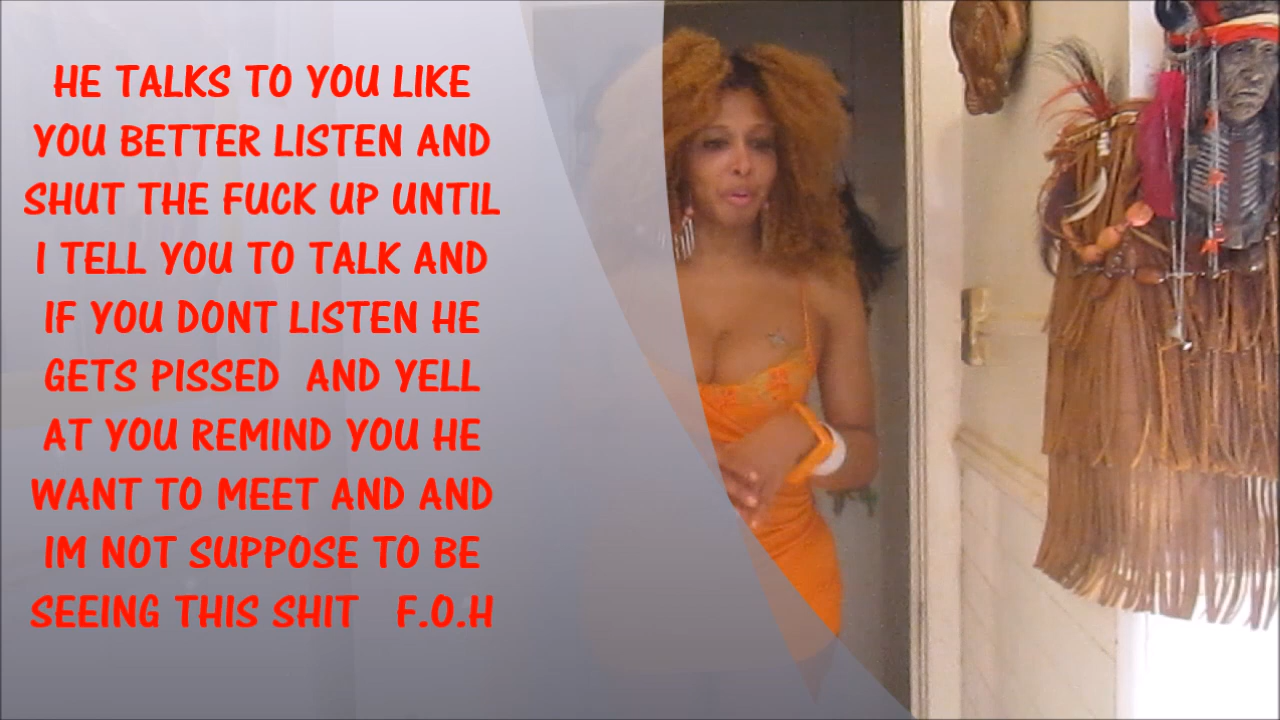 HE TALKS TO YOU LIKE
YOU BETTER LISTEN AND
SHUT THE FUCK UP UNTIL
I TELL YOU TO TALK AND
IF YOU DONT LISTEN HE
GETS PISSED  AND YELL
AT YOU REMIND YOU HE
WANT TO MEET AND AND
IM NOT SUPPOSE TO BE
SEEING THIS SHIT   F.O.H